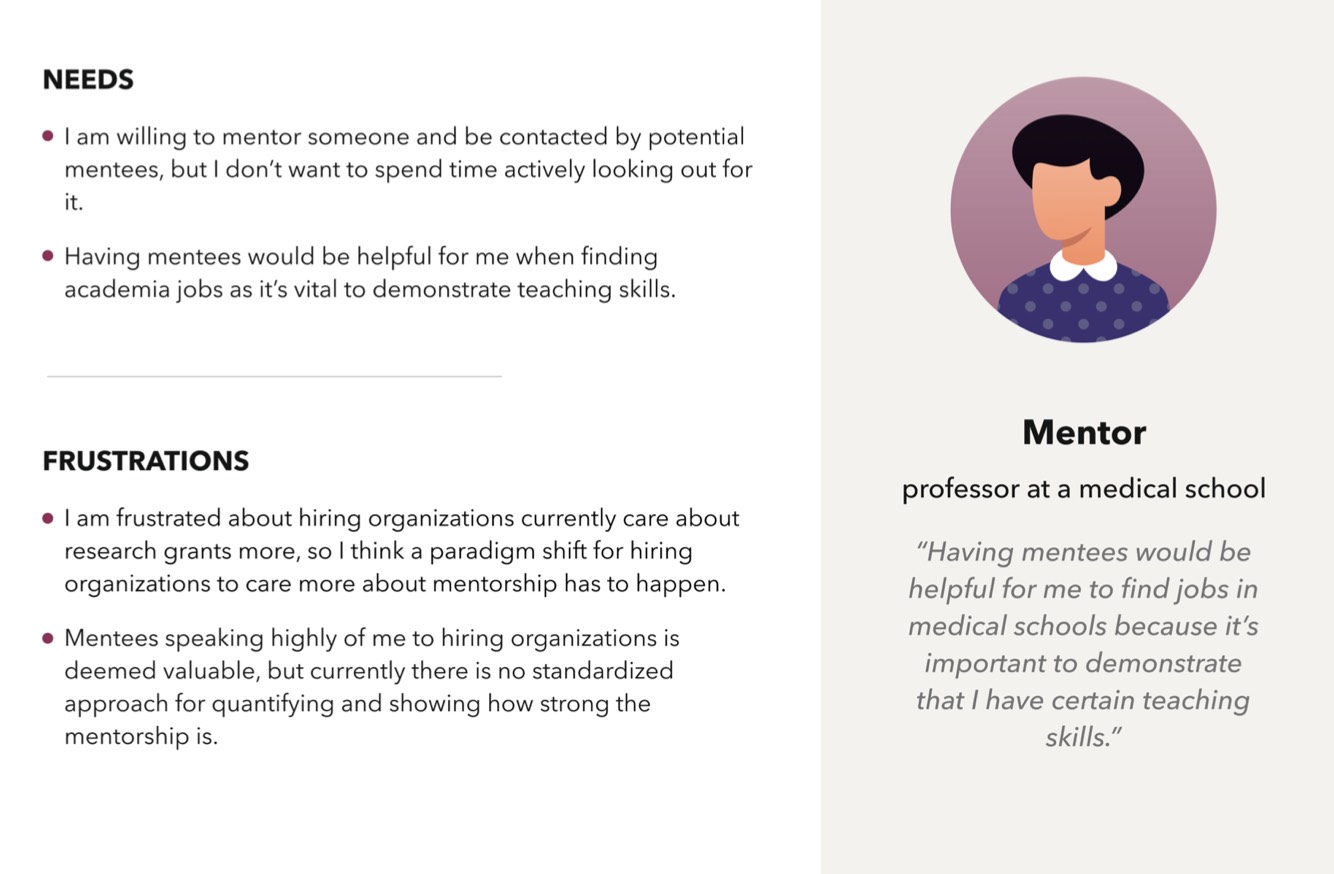 NEEDS
I am willing to mentor someone and be contacted by potential
mentees, but I don’t want to spend time actively looking out for
it.
Having mentees would be helpful for me when finding
academia jobs as it’s vital to demonstrate teaching skills.
FRUSTRATIONS
I am frustrated about hiring organizations currently care about
research grants more, so I think a paradigm shift for hiring
organizations to care more about mentorship has to happen.
Mentees speaking highly of me to hiring organizations is
deemed valuable, but currently there is no standardized
approach for quantifying and showing how strong the
mentorship is.
Mentor
professor at a medical school
“Having mentees would be
helpful for me to find jobs in
medical schools because it’s
important to demonstrate
that I have certain teaching
skills.”